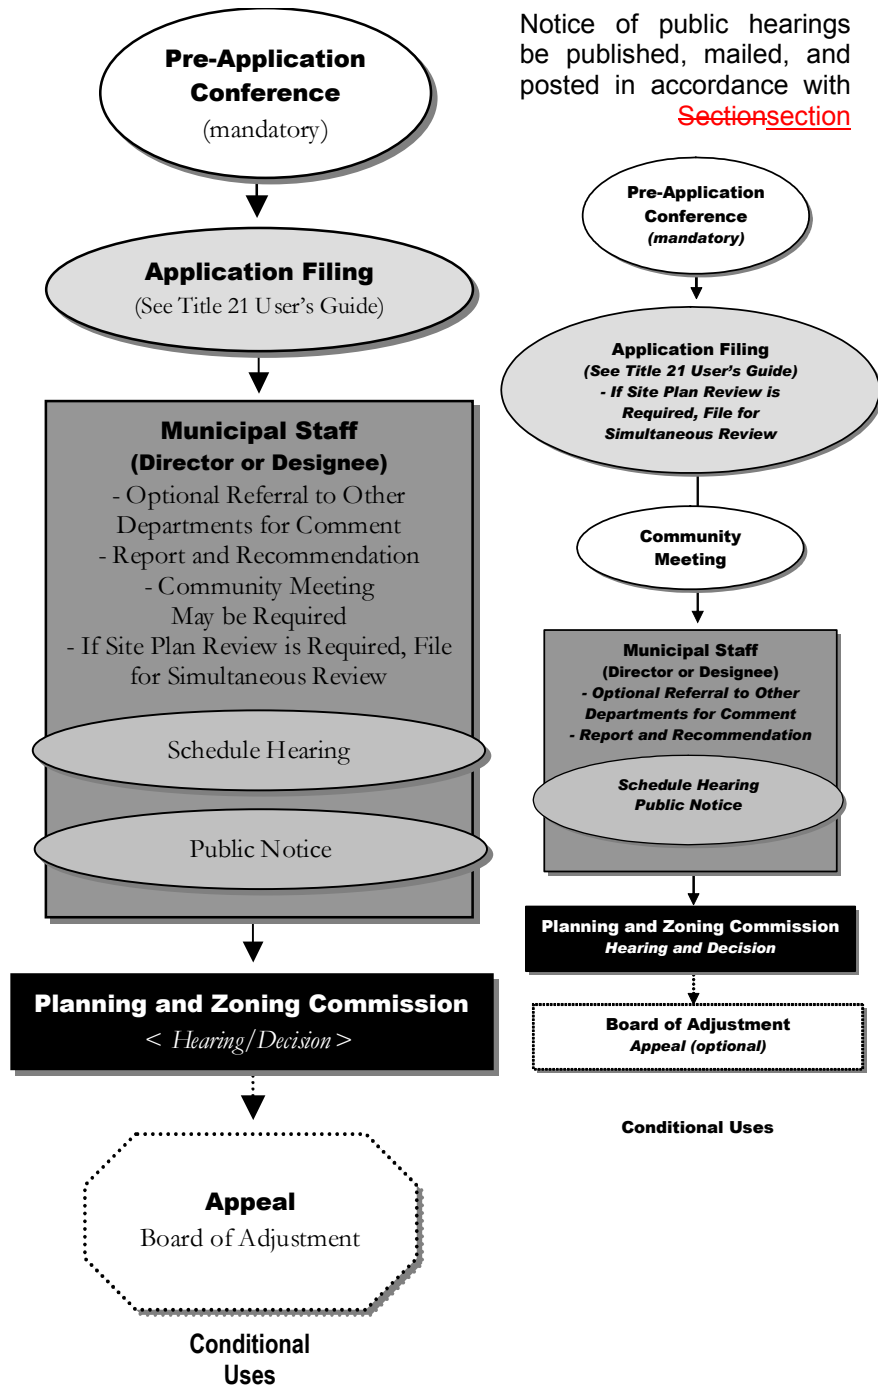 Pre-Application
Conference
(mandatory)
Application Filing
(See Title 21 User's Guide)
Municipal Staff
(Director or Designee)
- Optional Referral to Other
Departments for Comment
- Report and Recommendation
- Community Meeting
May be Required
- If Site Plan Review is Required, File
for Simultaneous Review
Schedule Hearing
Public Notice
Planning and Zoning Commission
< Hearing/Decision >
Appeal
Board of Adjustment
Conditional
Uses
Notice of public hearings
be published, mailed, and
posted in accordance with
Sectionsection
Pre-Application
Conference
(mandatory)
Application Filing
(See Title 21 User's Guide)
- If Site Plan Review is
Required, File for
Simultaneous Review
Community
Meeting
Municipal Staff
(Director or Designee)
- Optional Referral to Other
Departments for Comment
- Report and Recommendation
Schedule Hearing
Public Notice
Planning and Zoning Commission
Hearing and Decision
Board of Adjustment
Appeal (optional)
Conditional Uses